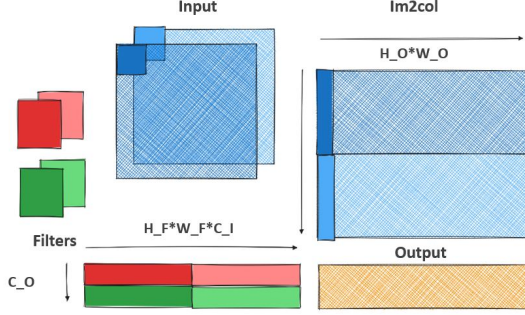 Input
Im2col
H_O*W_O
H_F*W_F*C_I
Filters
Output
C_O